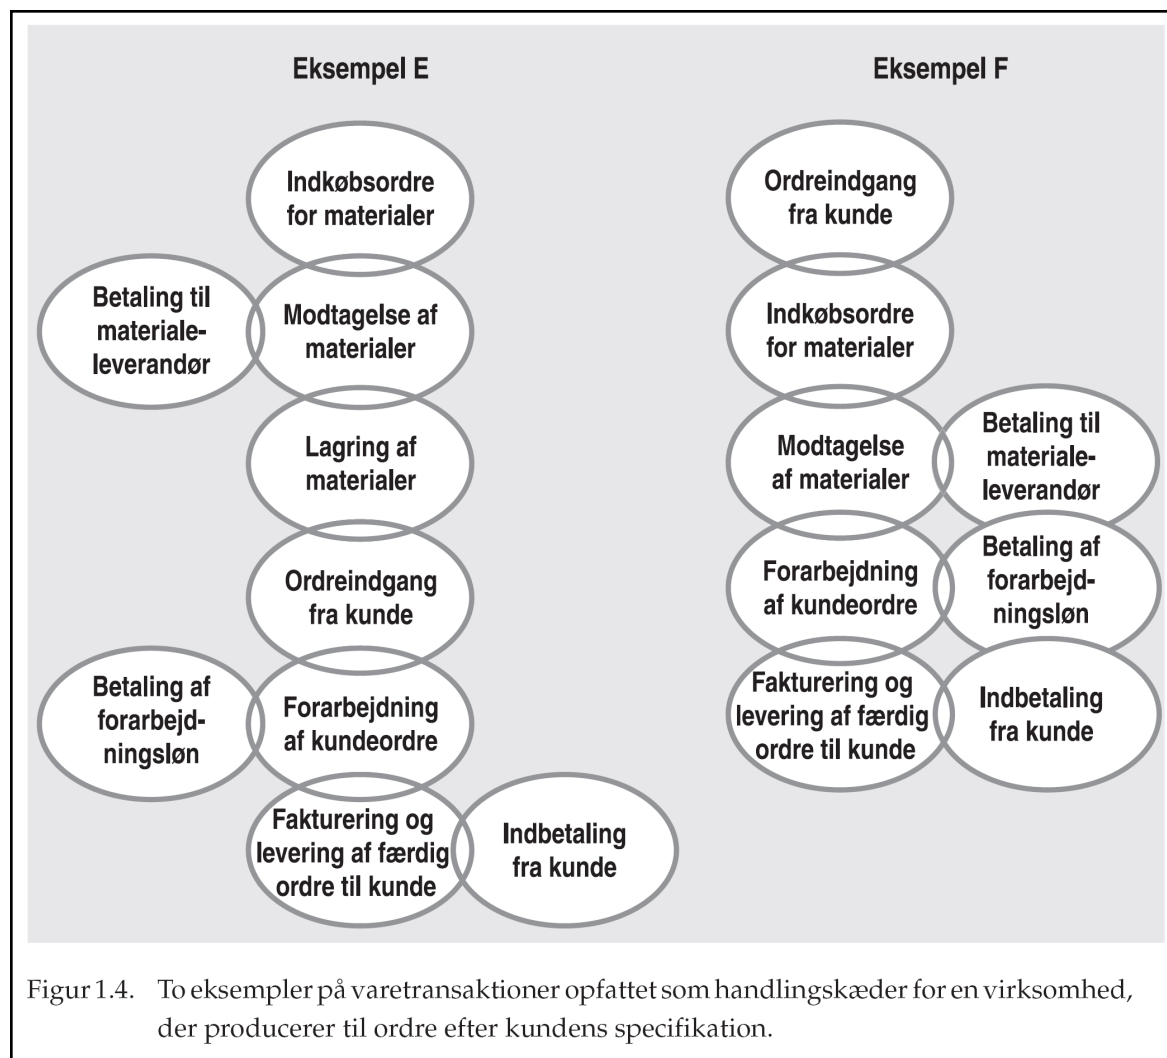 Eksempel E
Indkøbsordre
for materialer
Betaling til
materiale-
leverandør
Modtagelse af
materialer
Lagring af
materialer
Ordreindgang
fra kunde
Betaling af
forarbejd-
ningsløn
Forarbejdning
af kundeordre
Fakturering og
levering af færdig
ordre til kunde
Indbetaling
fra kunde
Eksempel F
Ordreindgang
fra kunde
Indkøbsordre
for materialer
Modtagelse
af materialer
Betaling til
materiale-
leverandør
Forarbejdning
af kundeordre
Betaling af
forarbejd-
ningsløn
Fakturering og
levering af færdig
ordre til kunde
Indbetaling
fra kunde
Figur 1.4. To eksempler på varetransaktioner opfattet som handlingskæder for en virksomhed,
der producerer til ordre efter kundens specifikation.